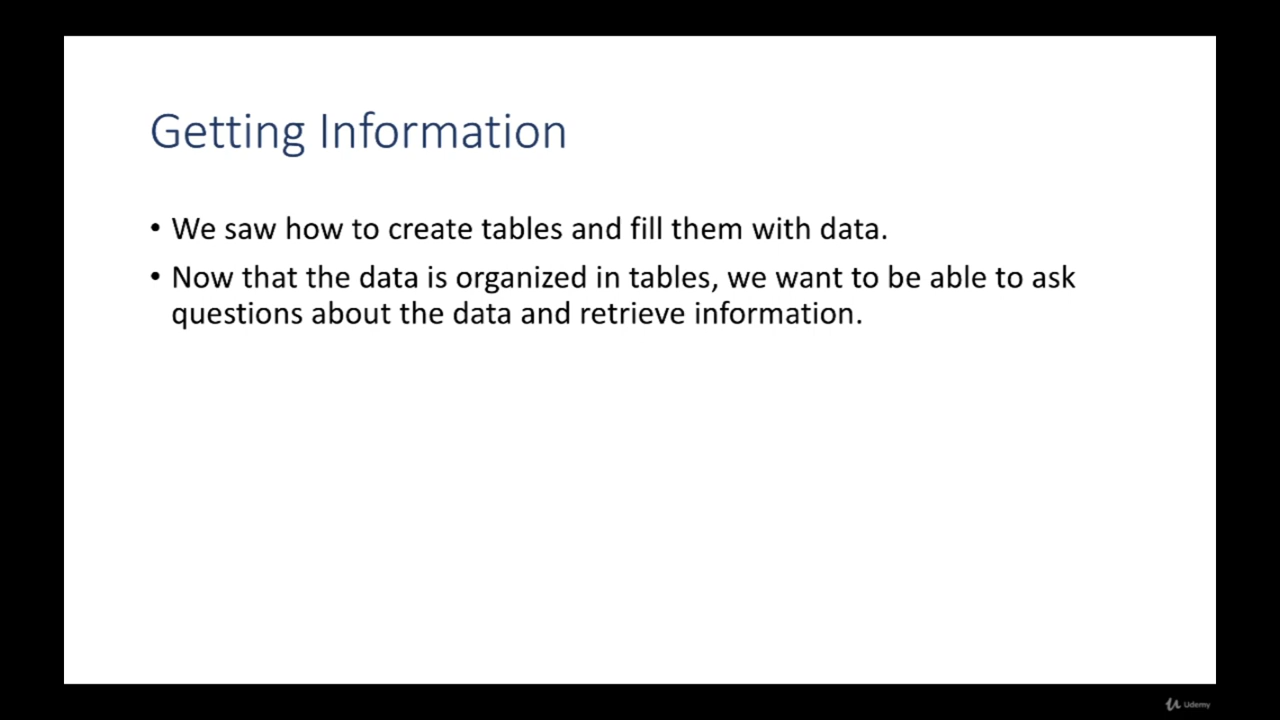 Getting Information
• We saw how to create tables and fill them with data.
• Now that the data is organized in tables, we want to be able to ask
questions about the data and retrieve information.
Udemy